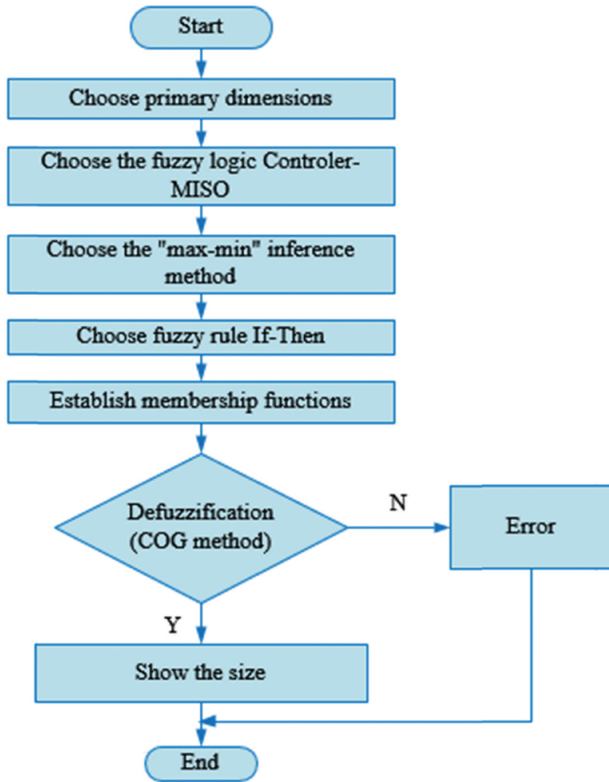 Start
Choose primary dimensions
Choose the fuzzy logic Controler-
MISO
Choose the "max-min" inference
method
Choose fuzzy rule If-Then
Establish membership functions
Defuzzification
(COG method)
N
Error
Y
Show the size
End